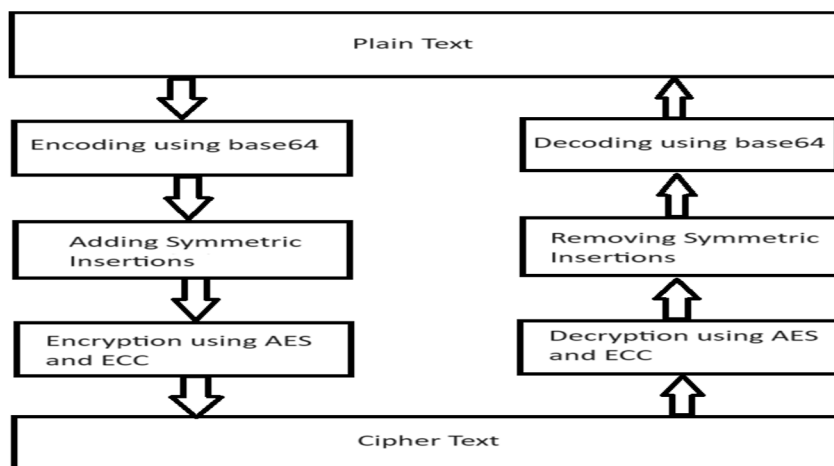 Plain Text
Encoding using base64
Adding Symmetric
Insertions
Encryption using AES
and ECC
Decoding using base64
Removing Symmetric
Insertions
Decryption using AES
and ECC
Cipher Text